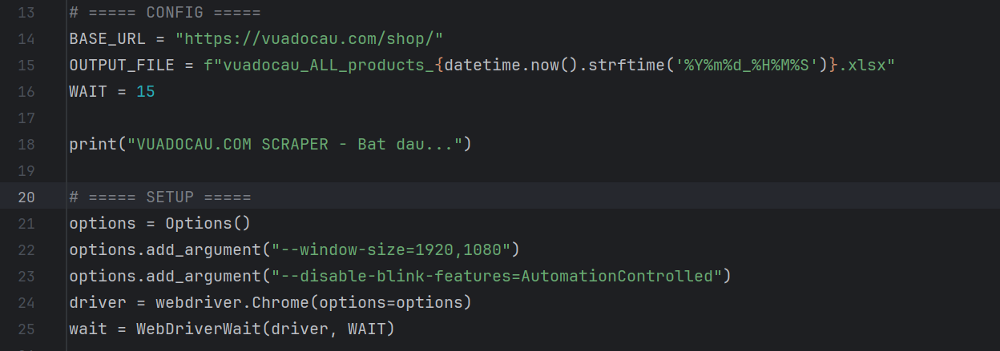 13 # ===== CONFIG =====
14 BASE_URL = "https://vuadocau.com/shop/"
15 OUTPUT_FILE = f"vuadocau_ALL_products_{datetime.now().strftime('%Y%m%d_%H%M%S')}.xlsx"
16 WAIT = 15
17
18 print("VUADOCAU.COM SCRAPER - Bat dau...")
19
20 # ===== SETUP =====
21 options = Options()
22 options.add_argument("--window-size=1920,1080")
23 options.add_argument("--disable-blink-features=AutomationControlled")
24 driver = webdriver.Chrome(options=options)
25 wait = WebDriverWait(driver, WAIT)